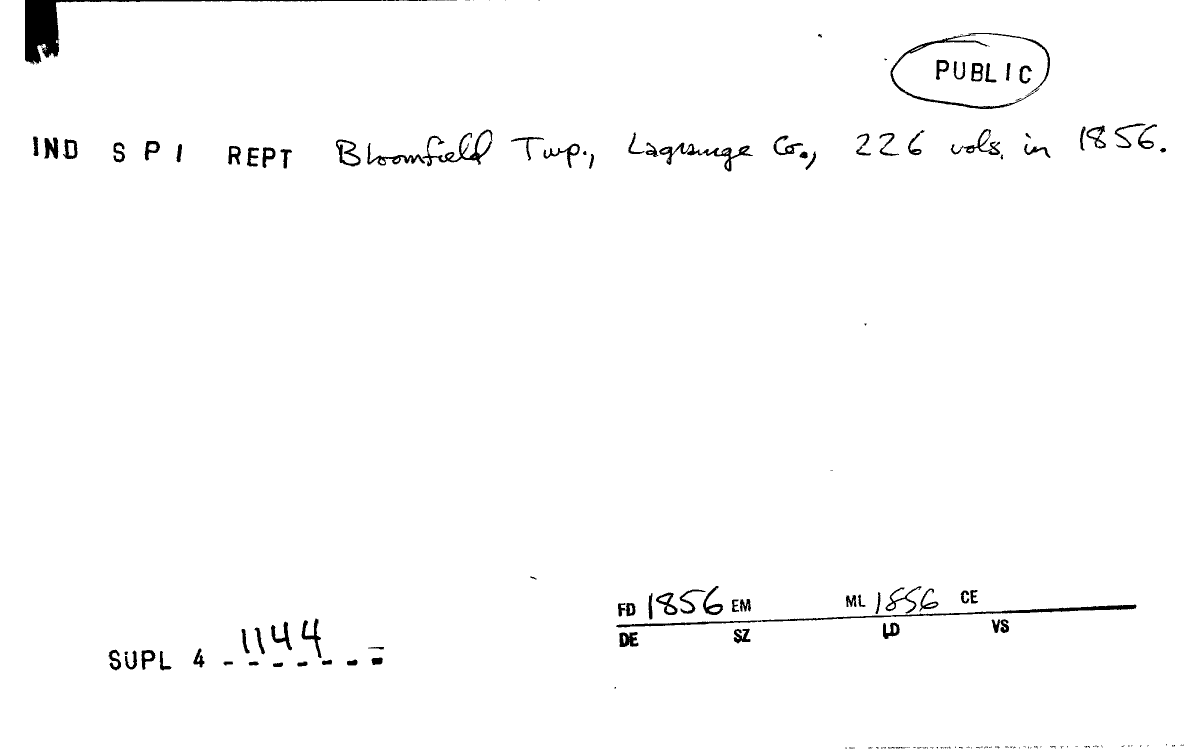 PUBLIC
IND S P I REPT Bloomfield Twp., Lagrange Co., 226 vols. in 1856.
FD 1856 EM ML 1856 CE
DE SZ LD VS
SUPL 4 1144